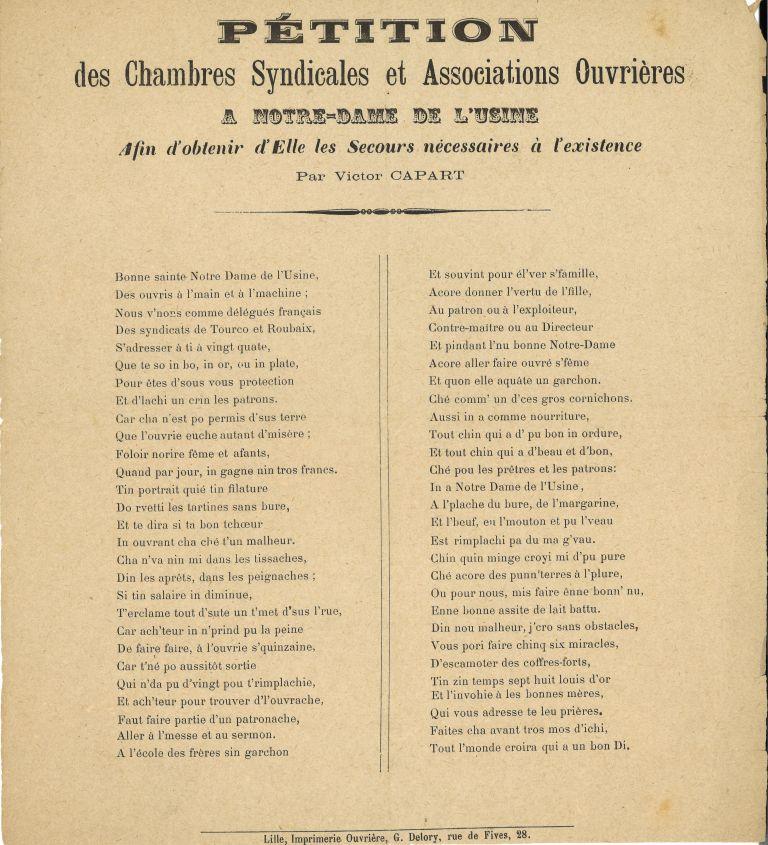 PÉTITION
des Chambres Syndicales et Associations Ouvrières
A NOTRE-DAME DE L'USINE
Afin d'obtenir d'Elle les Secours nécessaires à l'existence
Par Victor CAPART
Bonne sainte Notre Dame de l'Usine,
Des ouvris à l'main et à l'machine ;
Nous v'nons comme délégués français
Des syndicats de Tourco et Roubaix,
S'adresser à ti à vingt quate,
Que te so in bo, in or, ou in plate,
Pour êtes d'sous vous protection
Et d'lachi un crin les patrons.
Car cha n'est po permis d'sus terre
Que l'ouvrie euche autant d'misère ;
Foloir norire fême et afants,
Quand par jour, in gagne nin tros francs.
Tin portrait quié tin filature
Do rvetti les tartines sans bure,
Et te dira si ta bon tchœur
In ouvrant cha ché t'un malheur.
Cha n'va nin mi dans les tissaches,
Din les aprêts, dans les peignaches ;
Si tin salaire in diminue,
T'erclame tout d'sute un t'met d'sus l'rue,
Car ach'teur in n'prind pu la peine
De faire faire, à l'ouvrie s'quinzaine,
Car t'né po aussitôt sortie
Qui n'da pu d'vingt pou t'rimplachie,
Et ach'teur pour trouver d'l'ouvrache,
Faut faire partie d'un patronache,
Aller à l'messe et au sermon.
A l'école des frères sin garchon
Et souvint pour él'ver s'famille,
Acore donner l'vertu de l'fille,
Au patron ou à l'exploiteur,
Contre-maître ou au Directeur
Et pindant l'nu bonne Notre-Dame
Acore aller faire ouvré s'fême
Et quon elle aquâte un garchon.
Ché comm' un d'ces gros cornichons.
Aussi in a comme nourriture,
Tout chin qui a d' pu bon in ordure,
Et tout chin qui a d'beau et d'bon,
Ché pou les prêtres et les patrons:
In a Notre Dame de l'Usine,
A l'plache du bure, de l'margarine,
Et l'bœuf, eu l'mouton et pu l'veau
Est rimplachi pa du ma g'vau.
Chin quin minge croyi mi d'pu pure
Ché acore des punn'terres à l'plure,
Ou pour nous, mis faire ênne bonn' nu,
Enne bonne assite de lait battu.
Din nou malheur, j'cro sans obstacles,
Vous pori faire chinq six miracles,
D'escamoter des coffres-forts,
Tin zin temps sept huit louis d'or
Et l'invohie à les bonnes mères,
Qui vous adresse te leu prières.
Faites cha avant tros mos d'ichi,
Tout l'monde croira qui a un bon Di.
Lille, Imprimerie Ouvrière, G. Delory, rue de Fives, 28.